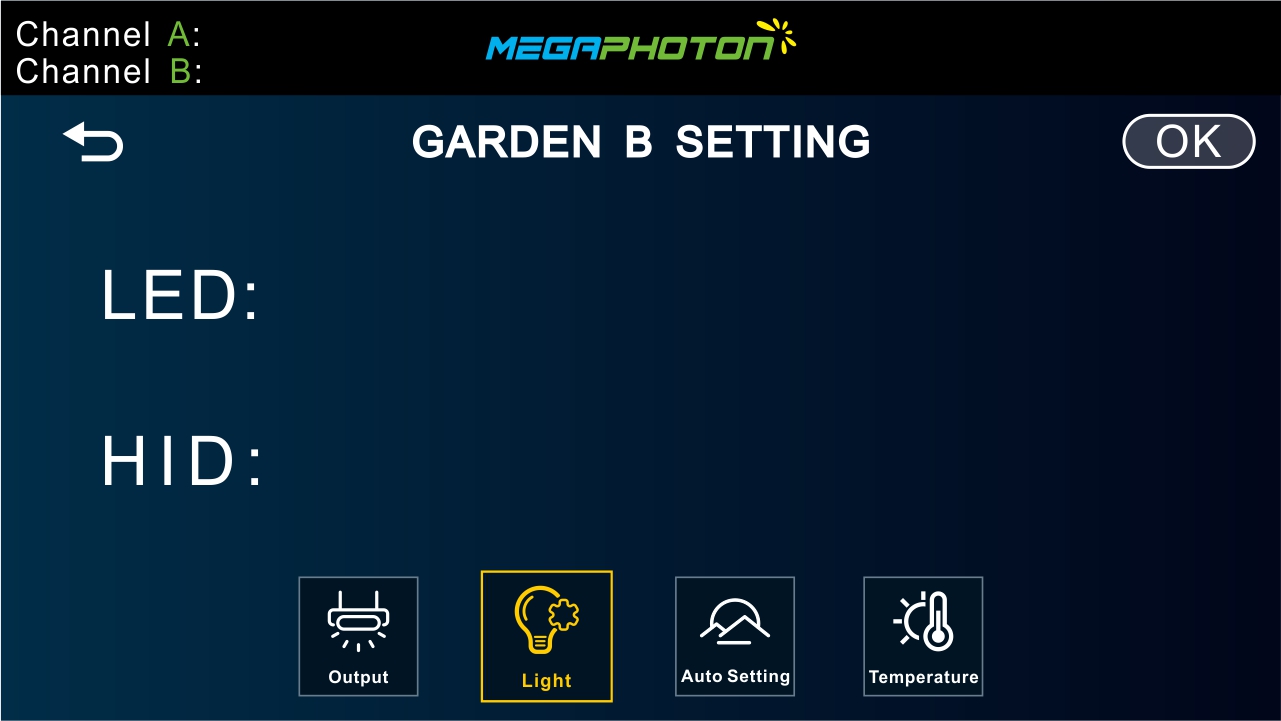 Channel A:
Channel B:
MEGAPHOTON
GARDEN B SETTING
OK
LED:
HID:
Output
Light
Auto Setting
Temperature